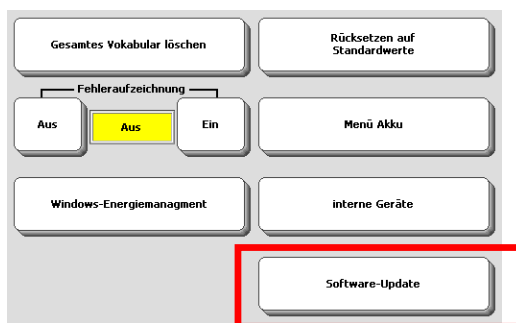 Gesamtes Vokabular löschen
Rücksetzen auf
Standardwerte
Fehleraufzeichnung
Aus
Aus
Ein
Menü Akku
Windows-Energiemanagment
interne Geräte
Software-Update